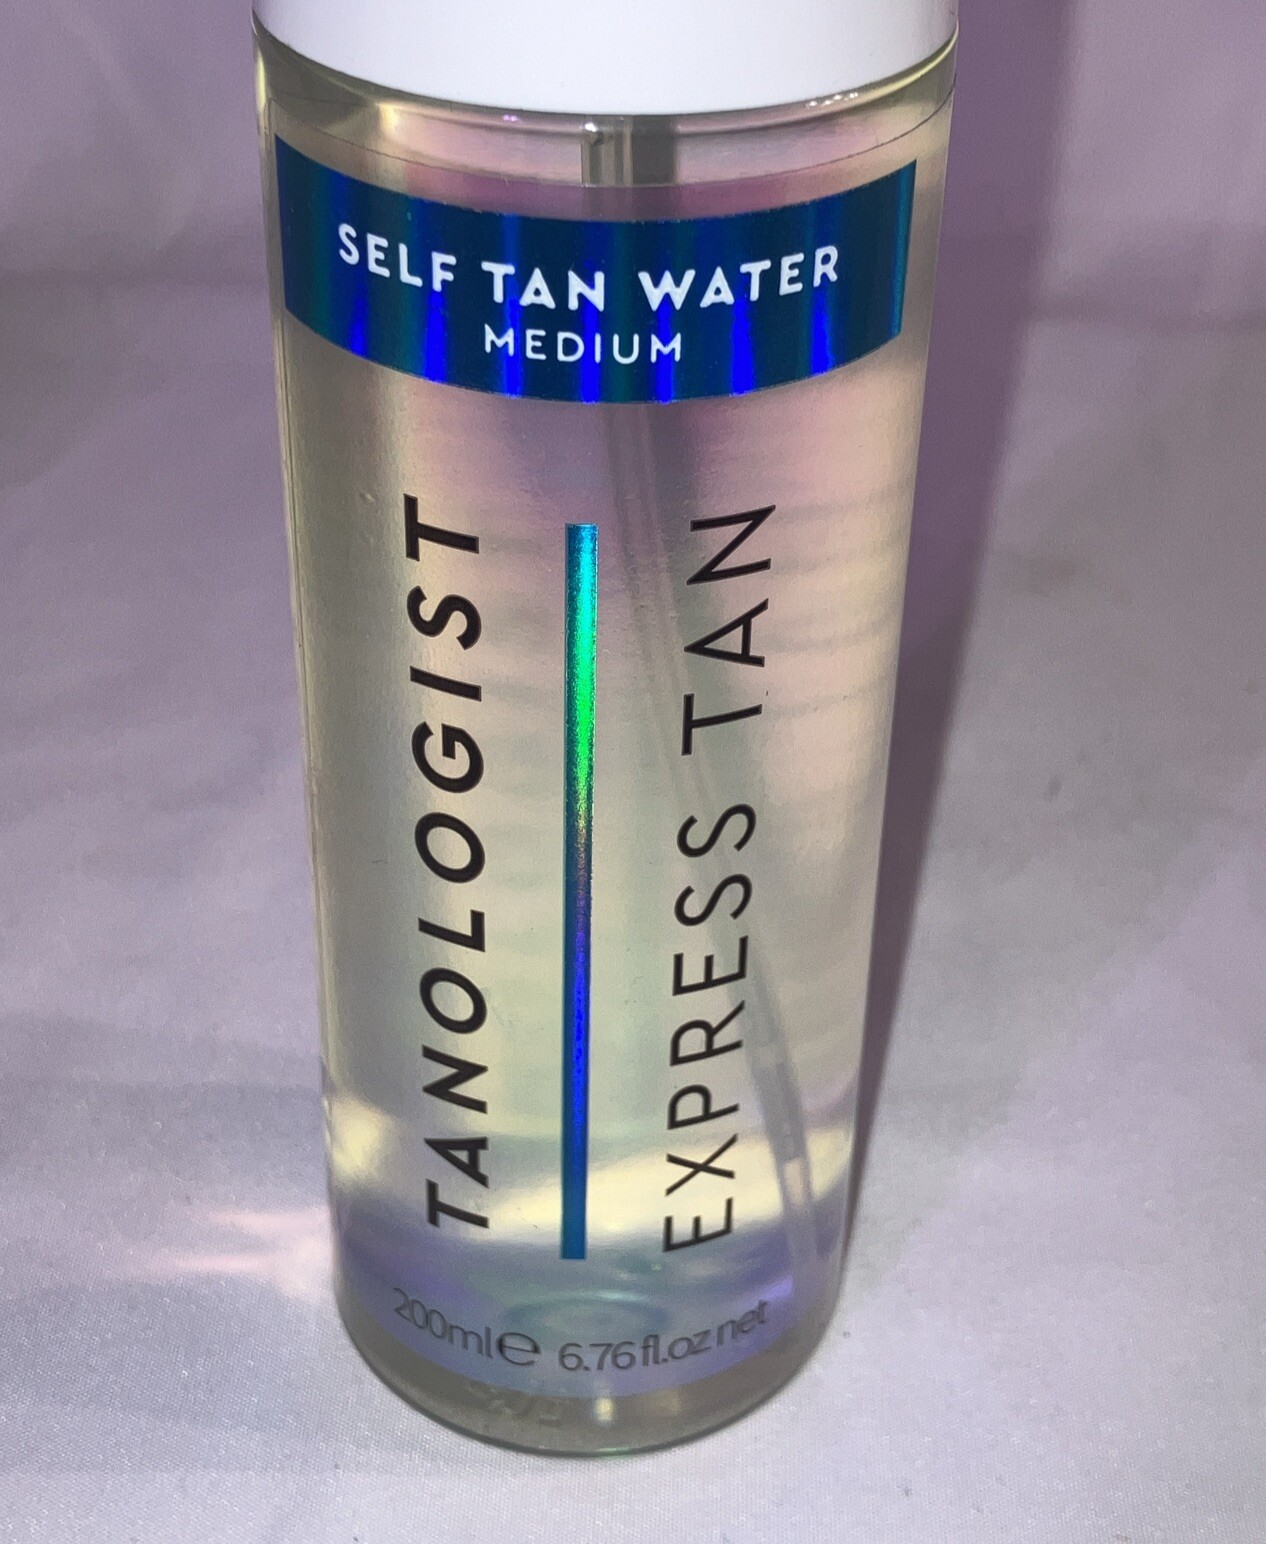 SELF TAN WATER
MEDIUM
TANOLOGIST
EXPRESS TAN
200ml℮ 6.76 fl.oz net